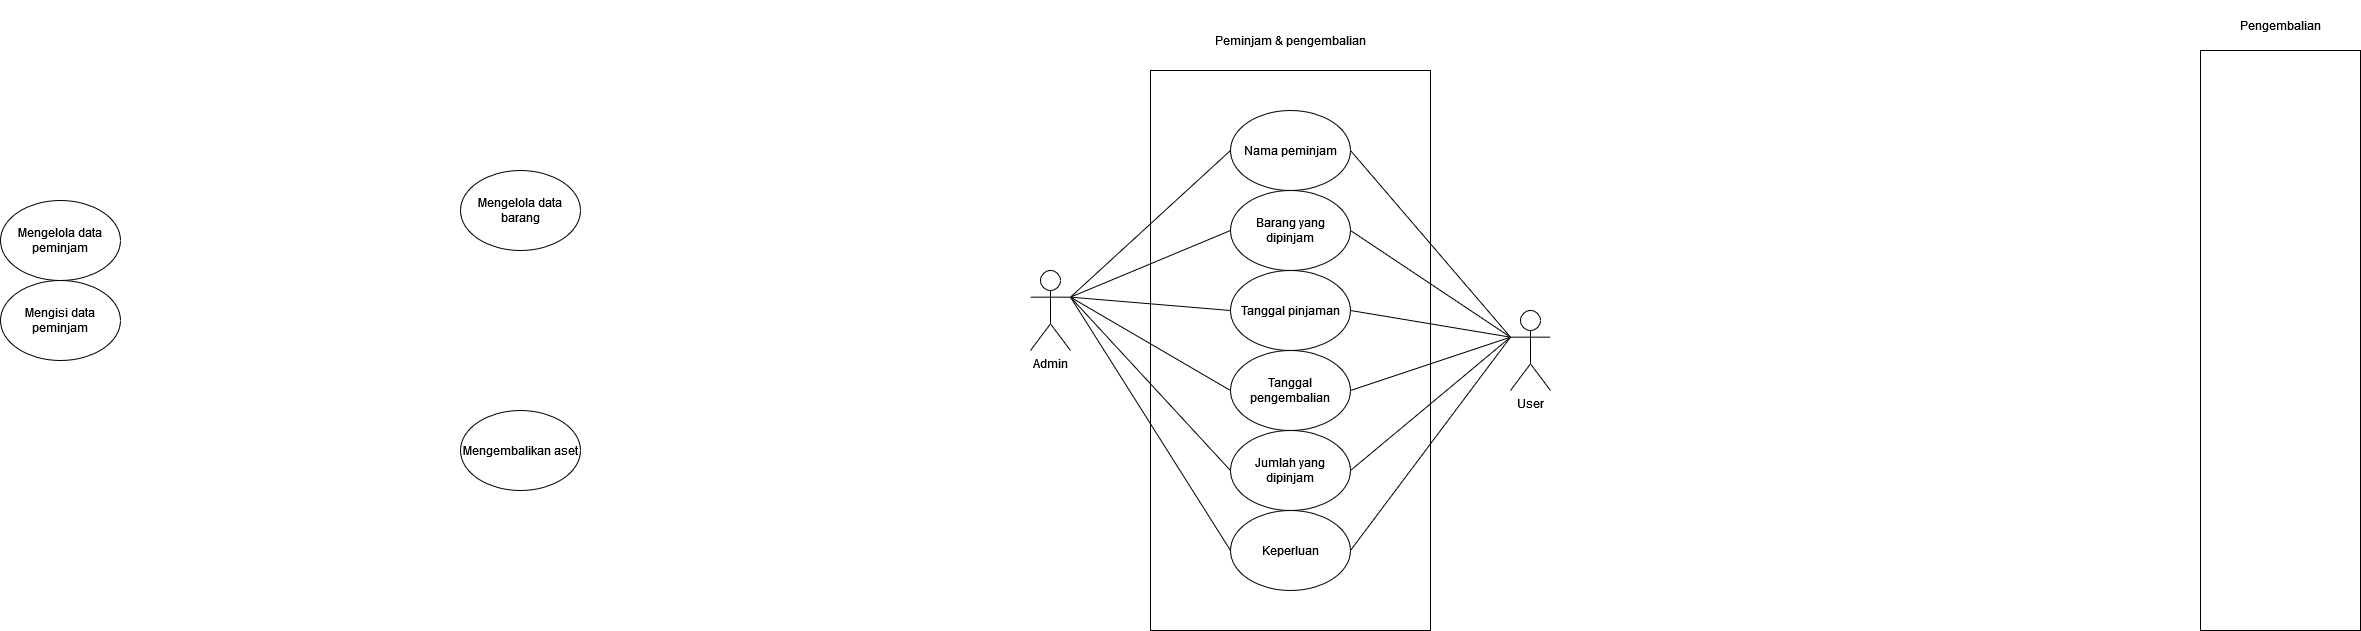 Pengembalian
Peminjam & pengembalian
Nama peminjam
Mengelola data
barang
Mengelola data
peminjam
Barang yang
dipinjam
Mengisi data
peminjam
Tanggal pinjaman
Admin
Tanggal
pengembalian
User
Mengembalikan aset
Jumlah yang
dipinjam
Keperluan